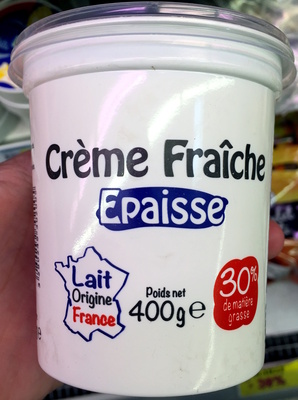 Crème Fraîche
Epaisse
Lait
Origine
France
Poids net
400g e
30%
de matière
grasse